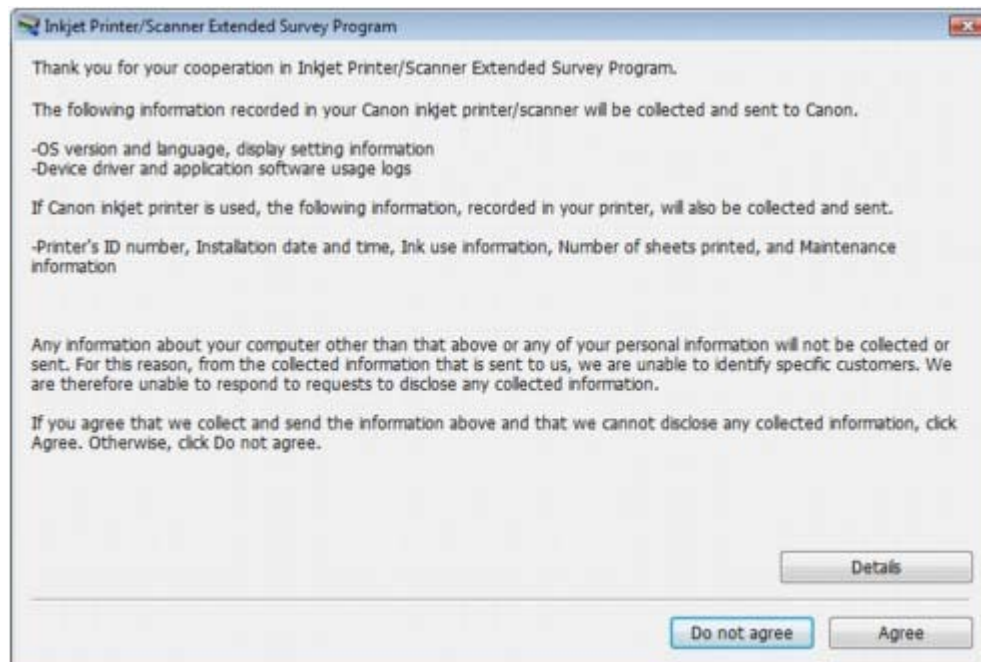 Inkjet Printer/Scanner Extended Survey Program
Thank you for your cooperation in Inkjet Printer/Scanner Extended Survey Program.
The following information recorded in your Canon inkjet printer/scanner will be collected and sent to Canon.
-OS version and language, display setting information
-Device driver and application software usage logs
If Canon inkjet printer is used, the following information, recorded in your printer, will also be collected and sent.
-Printer's ID number, Installation date and time, Ink use information, Number of sheets printed, and Maintenance
information
Any information about your computer other than that above or any of your personal information will not be collected or
sent. For this reason, from the collected information that is sent to us, we are unable to identify specific customers. We
are therefore unable to respond to requests to disclose any collected information.
If you agree that we collect and send the information above and that we cannot disclose any collected information, click
Agree. Otherwise, click Do not agree.
Details
Do not agree
Agree